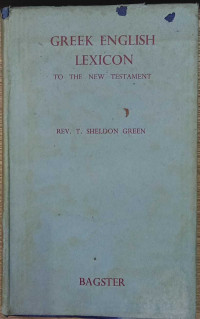 GREEK ENGLISH
LEXICON
TO THE NEW TESTAMENT
REV. T. SHELDON GREEN
BAGSTER